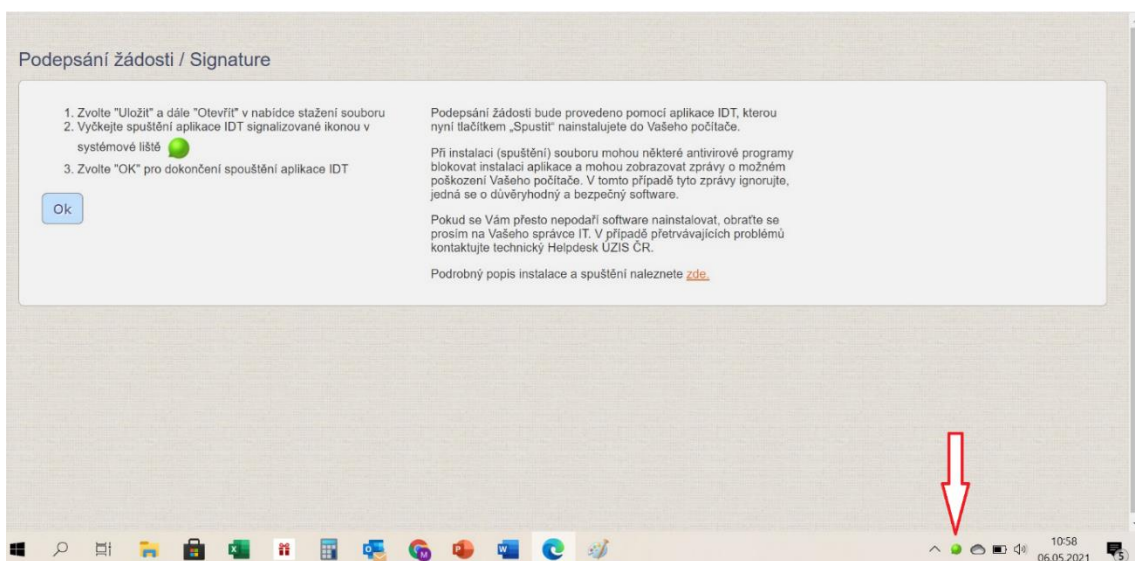 Podepsání žádosti / Signature
1. Zvolte "Uložit" a dále "Otevřít" v nabídce stažení souboru
2. Vyčkejte spuštění aplikace IDT signalizované ikonou v
systémové liště
3. Zvolte "OK" pro dokončení spouštění aplikace IDT
Ok
Podepsání žádosti bude provedeno pomocí aplikace IDT, kterou
nyní tlačítkem „Spustit" nainstalujete do Vašeho počítače.
Při instalaci (spuštění) souboru mohou některé antivirové programy
blokovat instalaci aplikace a mohou zobrazovat zprávy o možném
poškození Vašeho počítače. V tomto případě tyto zprávy ignorujte,
jedná se o důvěryhodný a bezpečný software.
Pokud se Vám přesto nepodaří software nainstalovat, obraťte se
prosím na Vašeho správce IT. V případě přetrvávajících problémů
kontaktujte technický Helpdesk ÚZIS ČR.
Podrobný popis instalace a spuštění naleznete zde.
10:58
06.05.2021
5